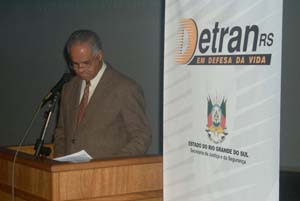 Detran RS
EM DEFESA DA VIDA
ESTADO DO RIO GRANDE DO SUL
Secretaria da Justiça e da Segurança